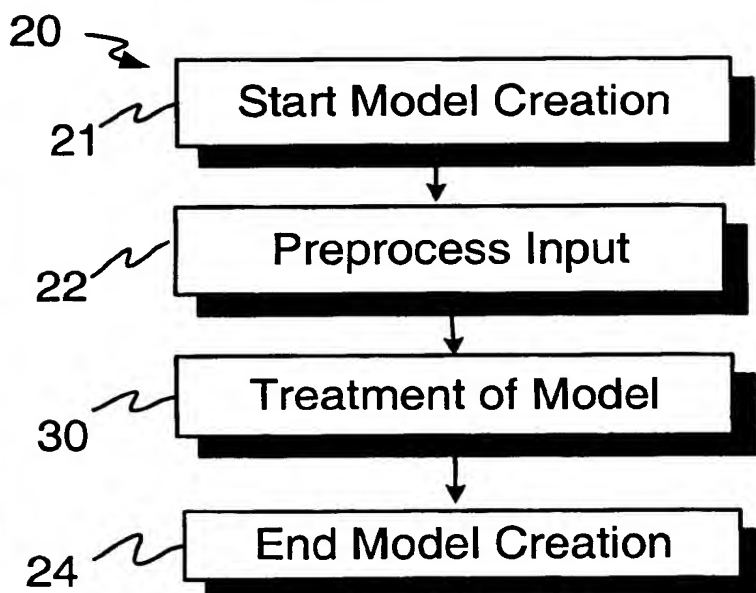 20
Start Model Creation
21
Preprocess Input
22
Treatment of Model
30
End Model Creation
24